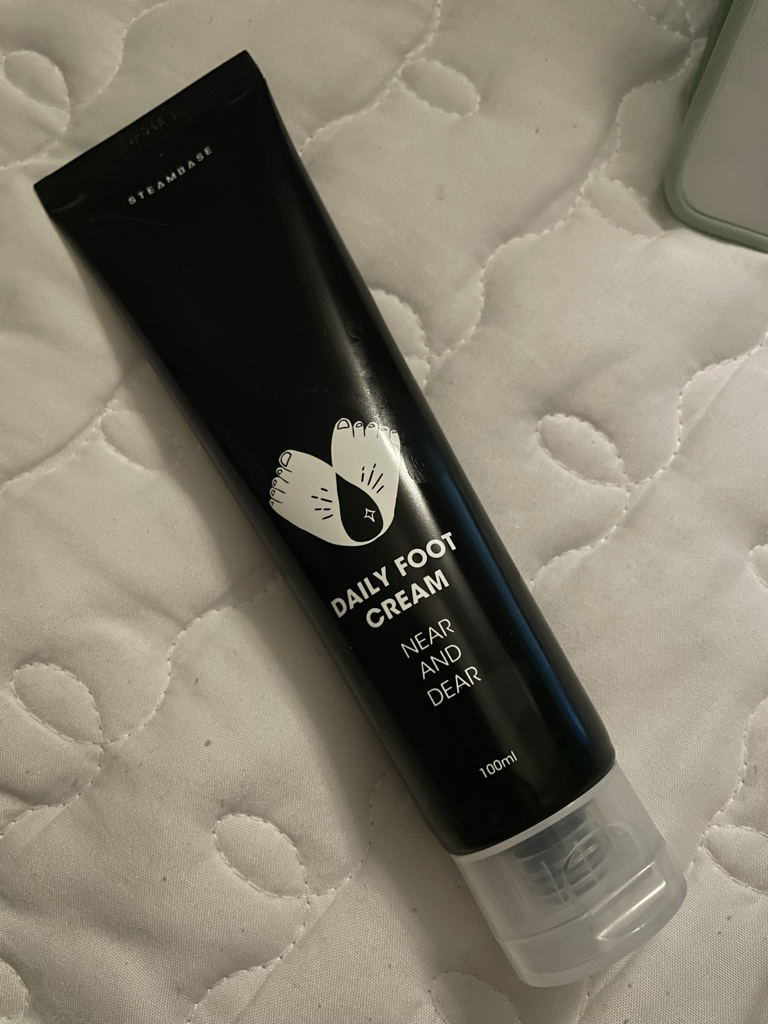 STEAMBASE
DAILY FOOT
CREAM
NEAR
AND
DEAR
100ml